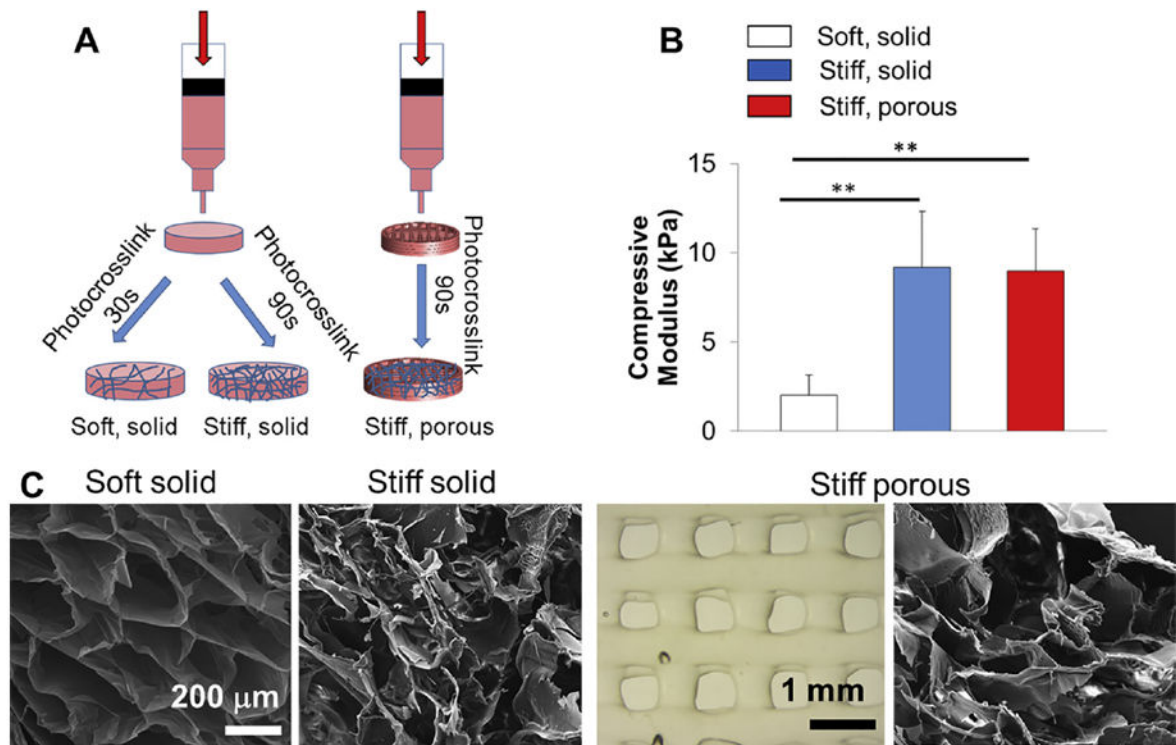 A
Photocrosslink
30s
Photocrosslink
90s
Photocrosslink
90s
Soft, solid
Stiff, solid
Stiff, porous
B
Soft, solid
Stiff, solid
Stiff, porous
**
**
15
10
5
0
Compressive
Modulus (kPa)
C
Soft solid
Stiff solid
Stiff porous
200 μm
1 mm